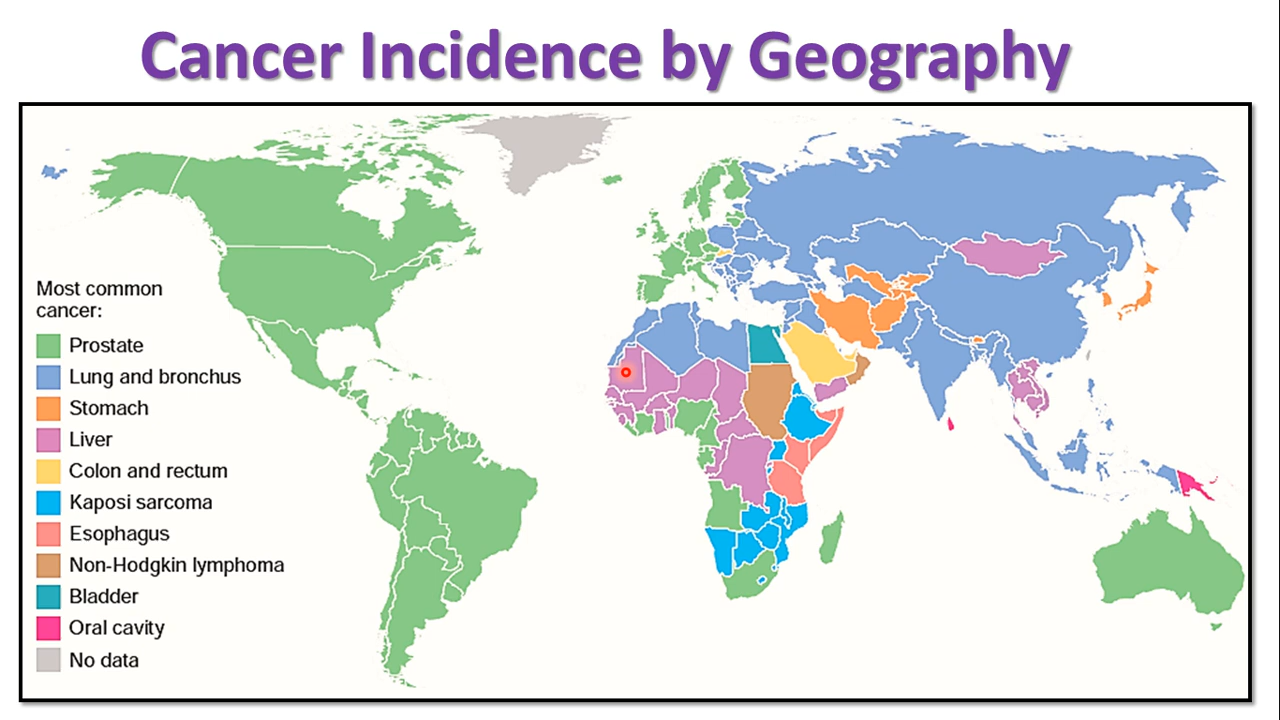 Cancer Incidence by Geography
Most common
cancer:
Prostate
Lung and bronchus
Stomach
Liver
Colon and rectum
Kaposi sarcoma
Esophagus
Non-Hodgkin lymphoma
Bladder
Oral cavity
No data